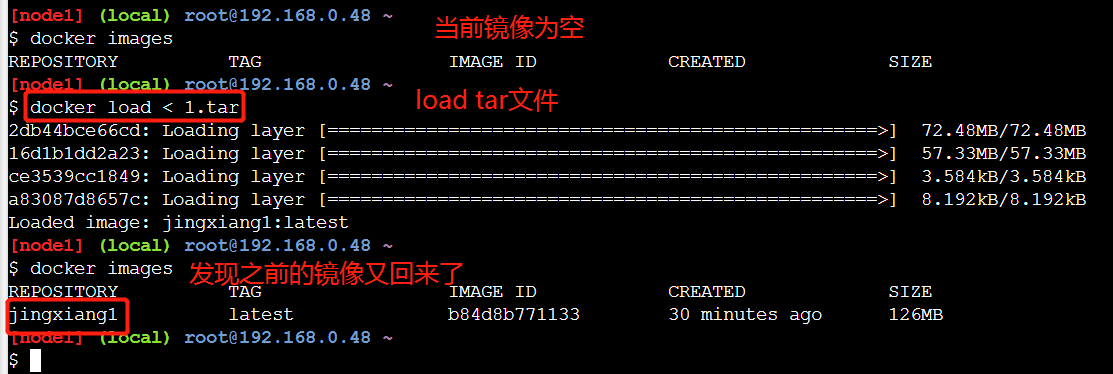 [node1] (local) root@192.168.0.48 ~
$ docker images 当前镜像为空
REPOSITORY TAG IMAGE ID CREATED SIZE
[node1] (local) root@192.168.0.48 ~
$ docker load < 1.tar load tar文件
2db44bce66cd: Loading layer [==================================================>] 72.48MB/72.48MB
16d1b1dd2a23: Loading layer [==================================================>] 57.33MB/57.33MB
ce3539cc1849: Loading layer [==================================================>] 3.584kB/3.584kB
a83087d8657c: Loading layer [==================================================>] 8.192kB/8.192kB
Loaded image: jingxiang1:latest
[node1] (local) root@192.168.0.48 ~
$ docker images 发现之前的镜像又回来了
REPOSITORY TAG IMAGE ID CREATED SIZE
jingxiang1 latest b84d8b771133 30 minutes ago 126MB
[node1] (local) root@192.168.0.48 ~
$